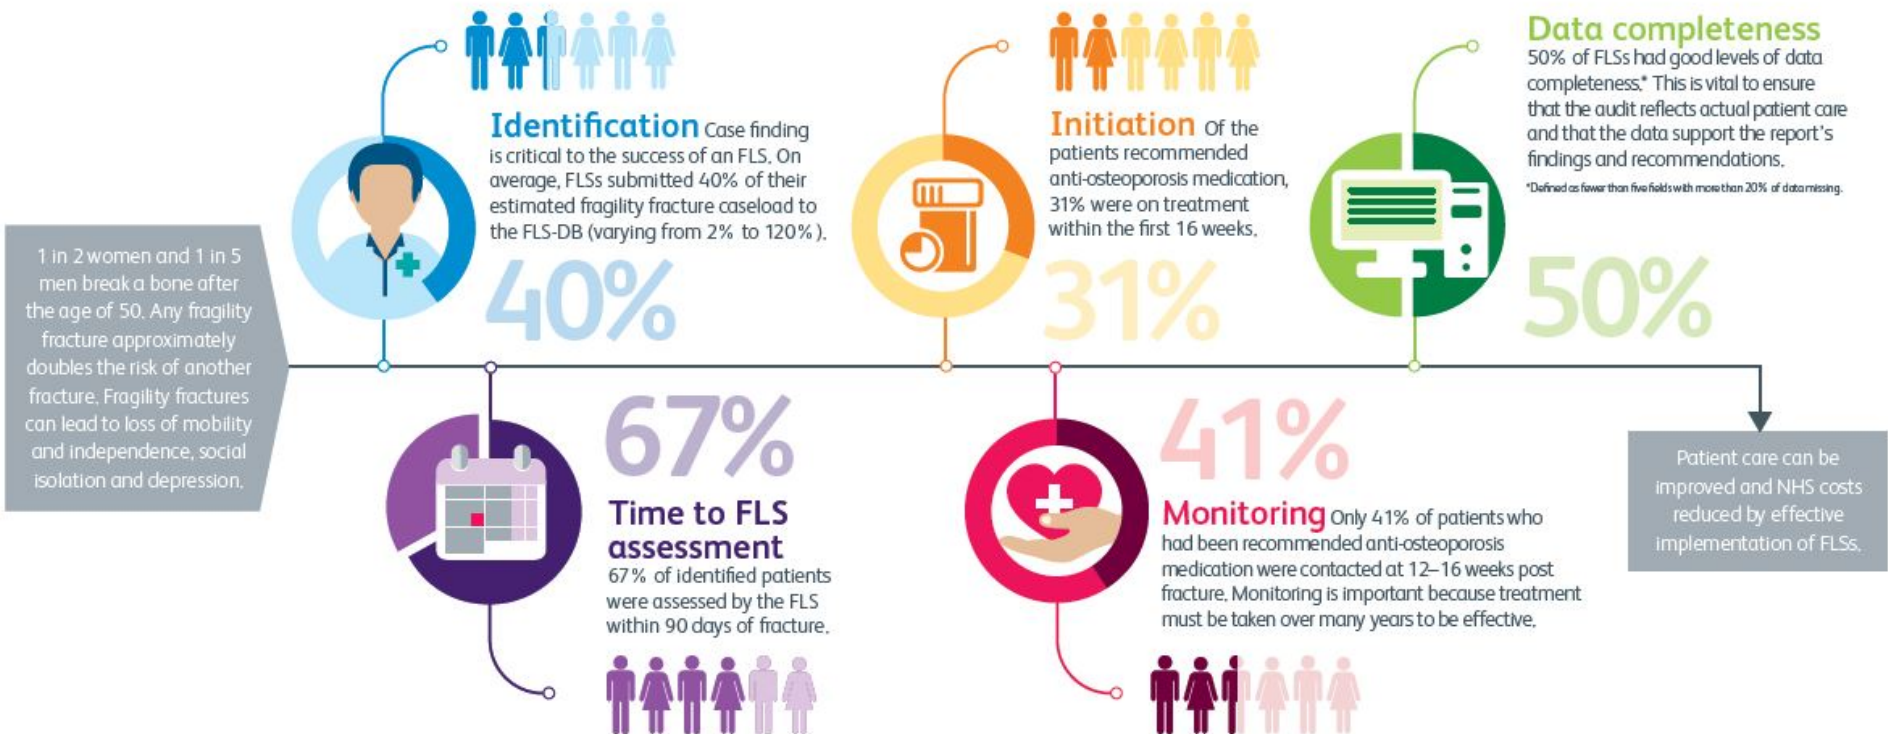 1 in 2 women and 1 in 5
men break a bone after
the age of 50. Any fragility
fracture approximately
doubles the risk of another
fracture. Fragility fractures
can lead to loss of mobility
and independence, social
isolation and depression.
Identification Case finding
is critical to the success of an FLS. On
average, FLSs submitted 40% of their
estimated fragility fracture caseload to
the FLS-DB (varying from 2% to 120%).
40%
67%
Time to FLS
assessment
67% of identified patients
were assessed by the FLS
within 90 days of fracture.
Initiation Of the
patients recommended
anti-osteoporosis medication,
31% were on treatment
within the first 16 weeks.
31%
41%
Monitoring Only 41% of patients who
had been recommended anti-osteoporosis
medication were contacted at 12–16 weeks post
fracture. Monitoring is important because treatment
must be taken over many years to be effective.
Data completeness
50% of FLSs had good levels of data
completeness.* This is vital to ensure
that the audit reflects actual patient care
and that the data support the report's
findings and recommendations.
*Defined as fewer than five fields with more than 20% of data missing.
50%
Patient care can be
improved and NHS costs
reduced by effective
implementation of FLSs.